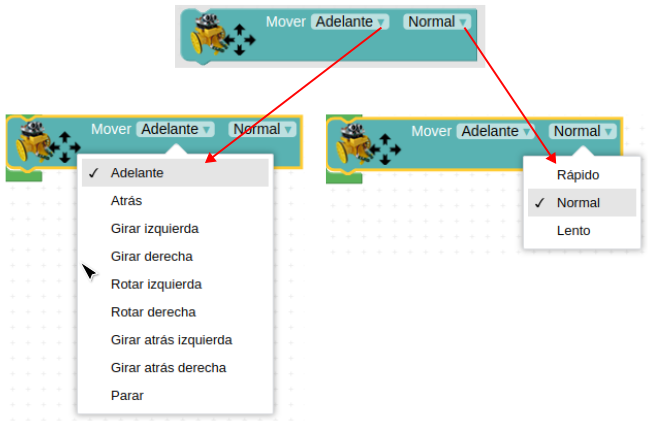 Mover Adelante Normal
Mover Adelante Normal
Adelante
Atrás
Girar izquierda
Girar derecha
Rotar izquierda
Rotar derecha
Girar atrás izquierda
Girar atrás derecha
Parar
Mover Adelante Normal
Rápido
Normal
Lento